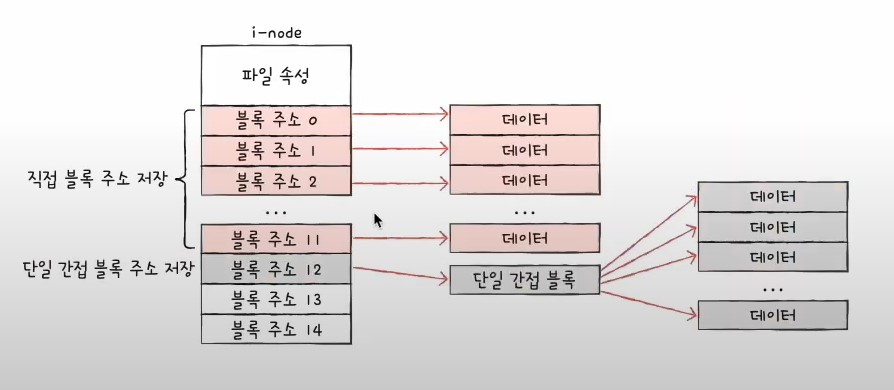 i-node
파일 속성
블록 주소 0
블록 주소 1
블록 주소 2
...
블록 주소 11
블록 주소 12
블록 주소 13
블록 주소 14
직접 블록 주소 저장
단일 간접 블록 주소 저장
데이터
데이터
데이터
...
데이터
단일 간접 블록
데이터
데이터
데이터
...
데이터